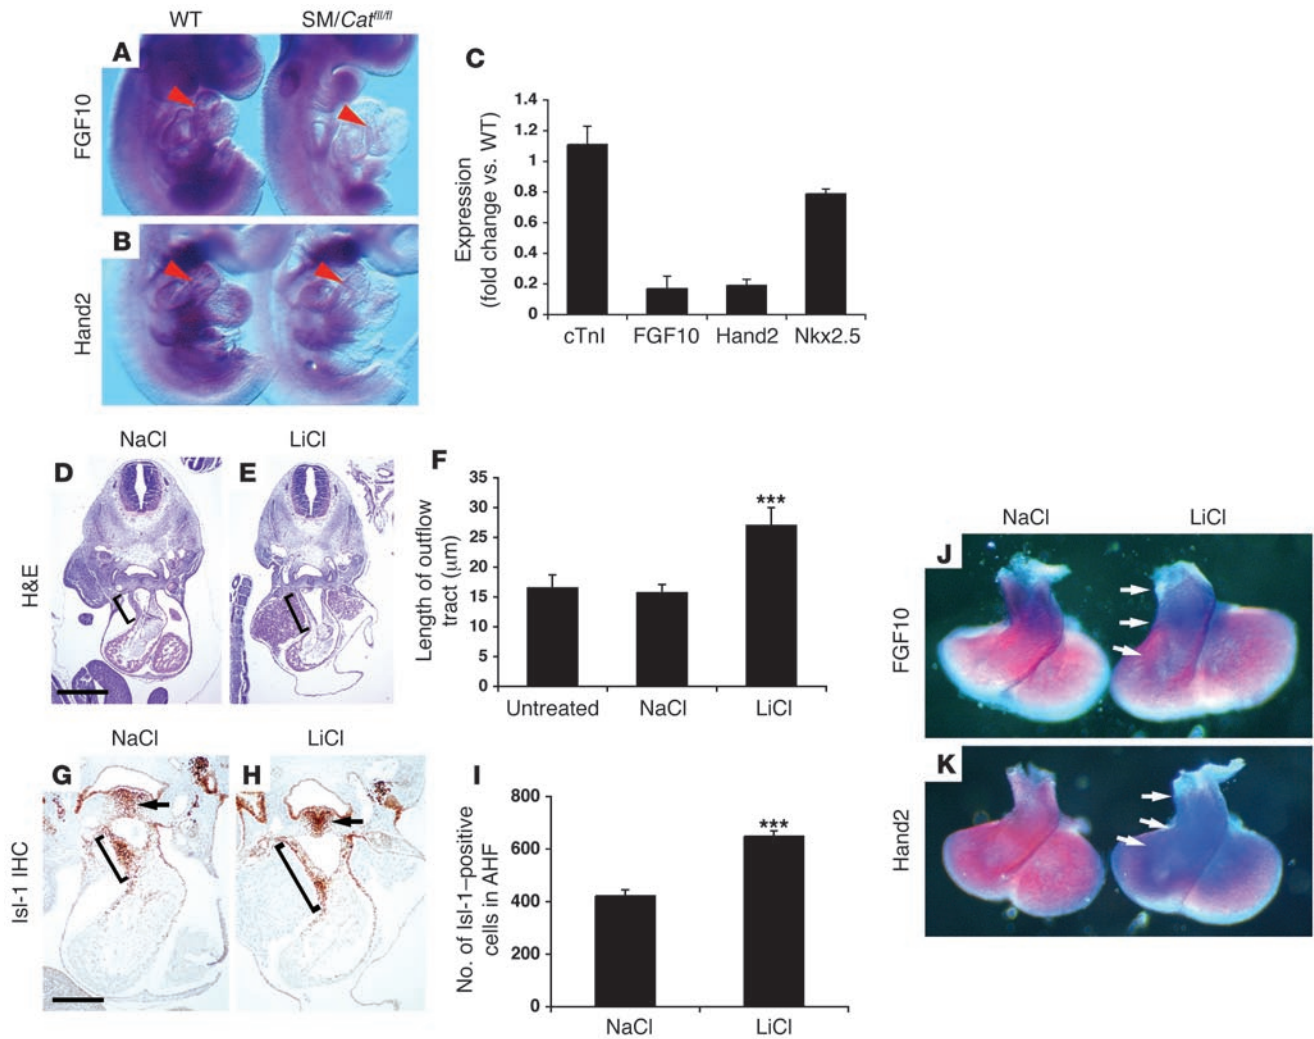 WT
SM/Cat^fll/fl
A
FGF10
B
Hand2
C
Expression
(fold change vs. WT)
1.4
1.2
1
0.8
0.6
0.4
0.2
0
cTnI
FGF10
Hand2
Nkx2.5
NaCl
LiCl
D
E
H&E
F
Length of outflow
tract (μm)
35
30
25
20
15
10
5
0
***
Untreated
NaCl
LiCl
NaCl
LiCl
G
H
Isl-1 IHC
I
No. of Isl-1–positive
cells in AHF
800
600
400
200
0
***
NaCl
LiCl
NaCl
LiCl
J
FGF10
K
Hand2